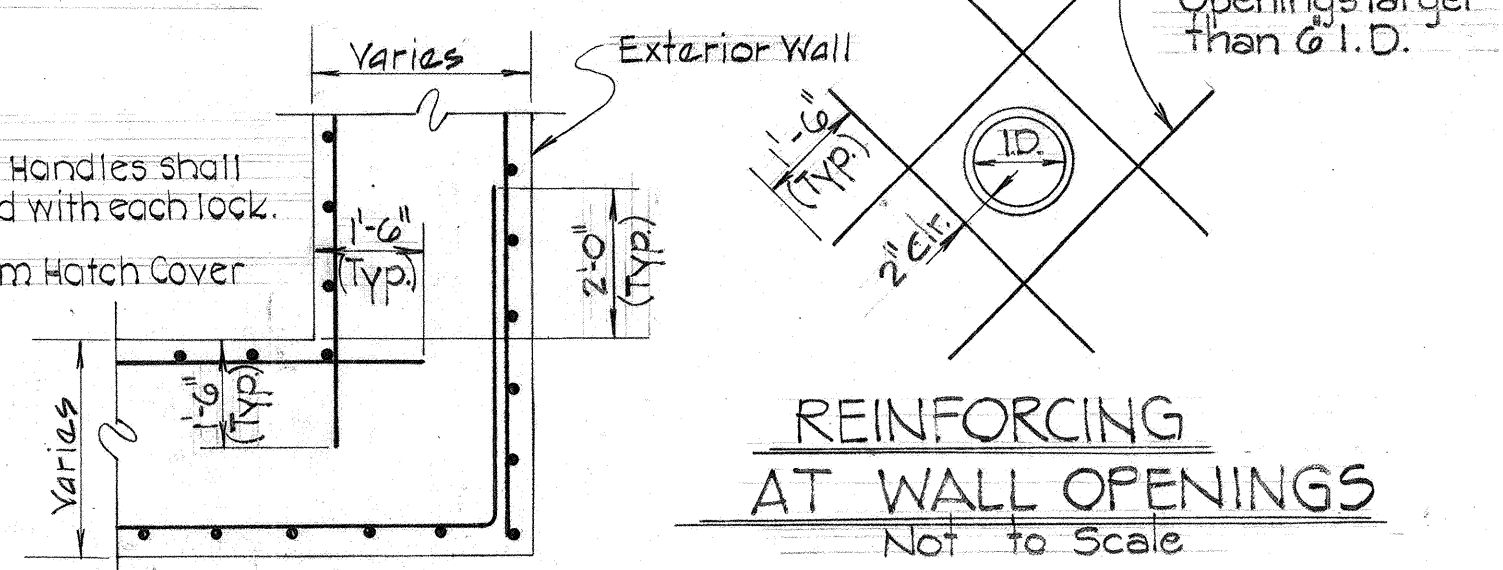 Handles Shall
with each lock.
Hatch Cover
Varies
Exterior Wall
1'-6"
(Typ.)
2'-0"
(Typ.)
1'-6"
(Typ.)
Varies
Openings larger
than 6" I.D.
1'-6"
(Typ.)
I.D.
2" Clr.
REINFORCING
AT WALL OPENINGS
Not to Scale